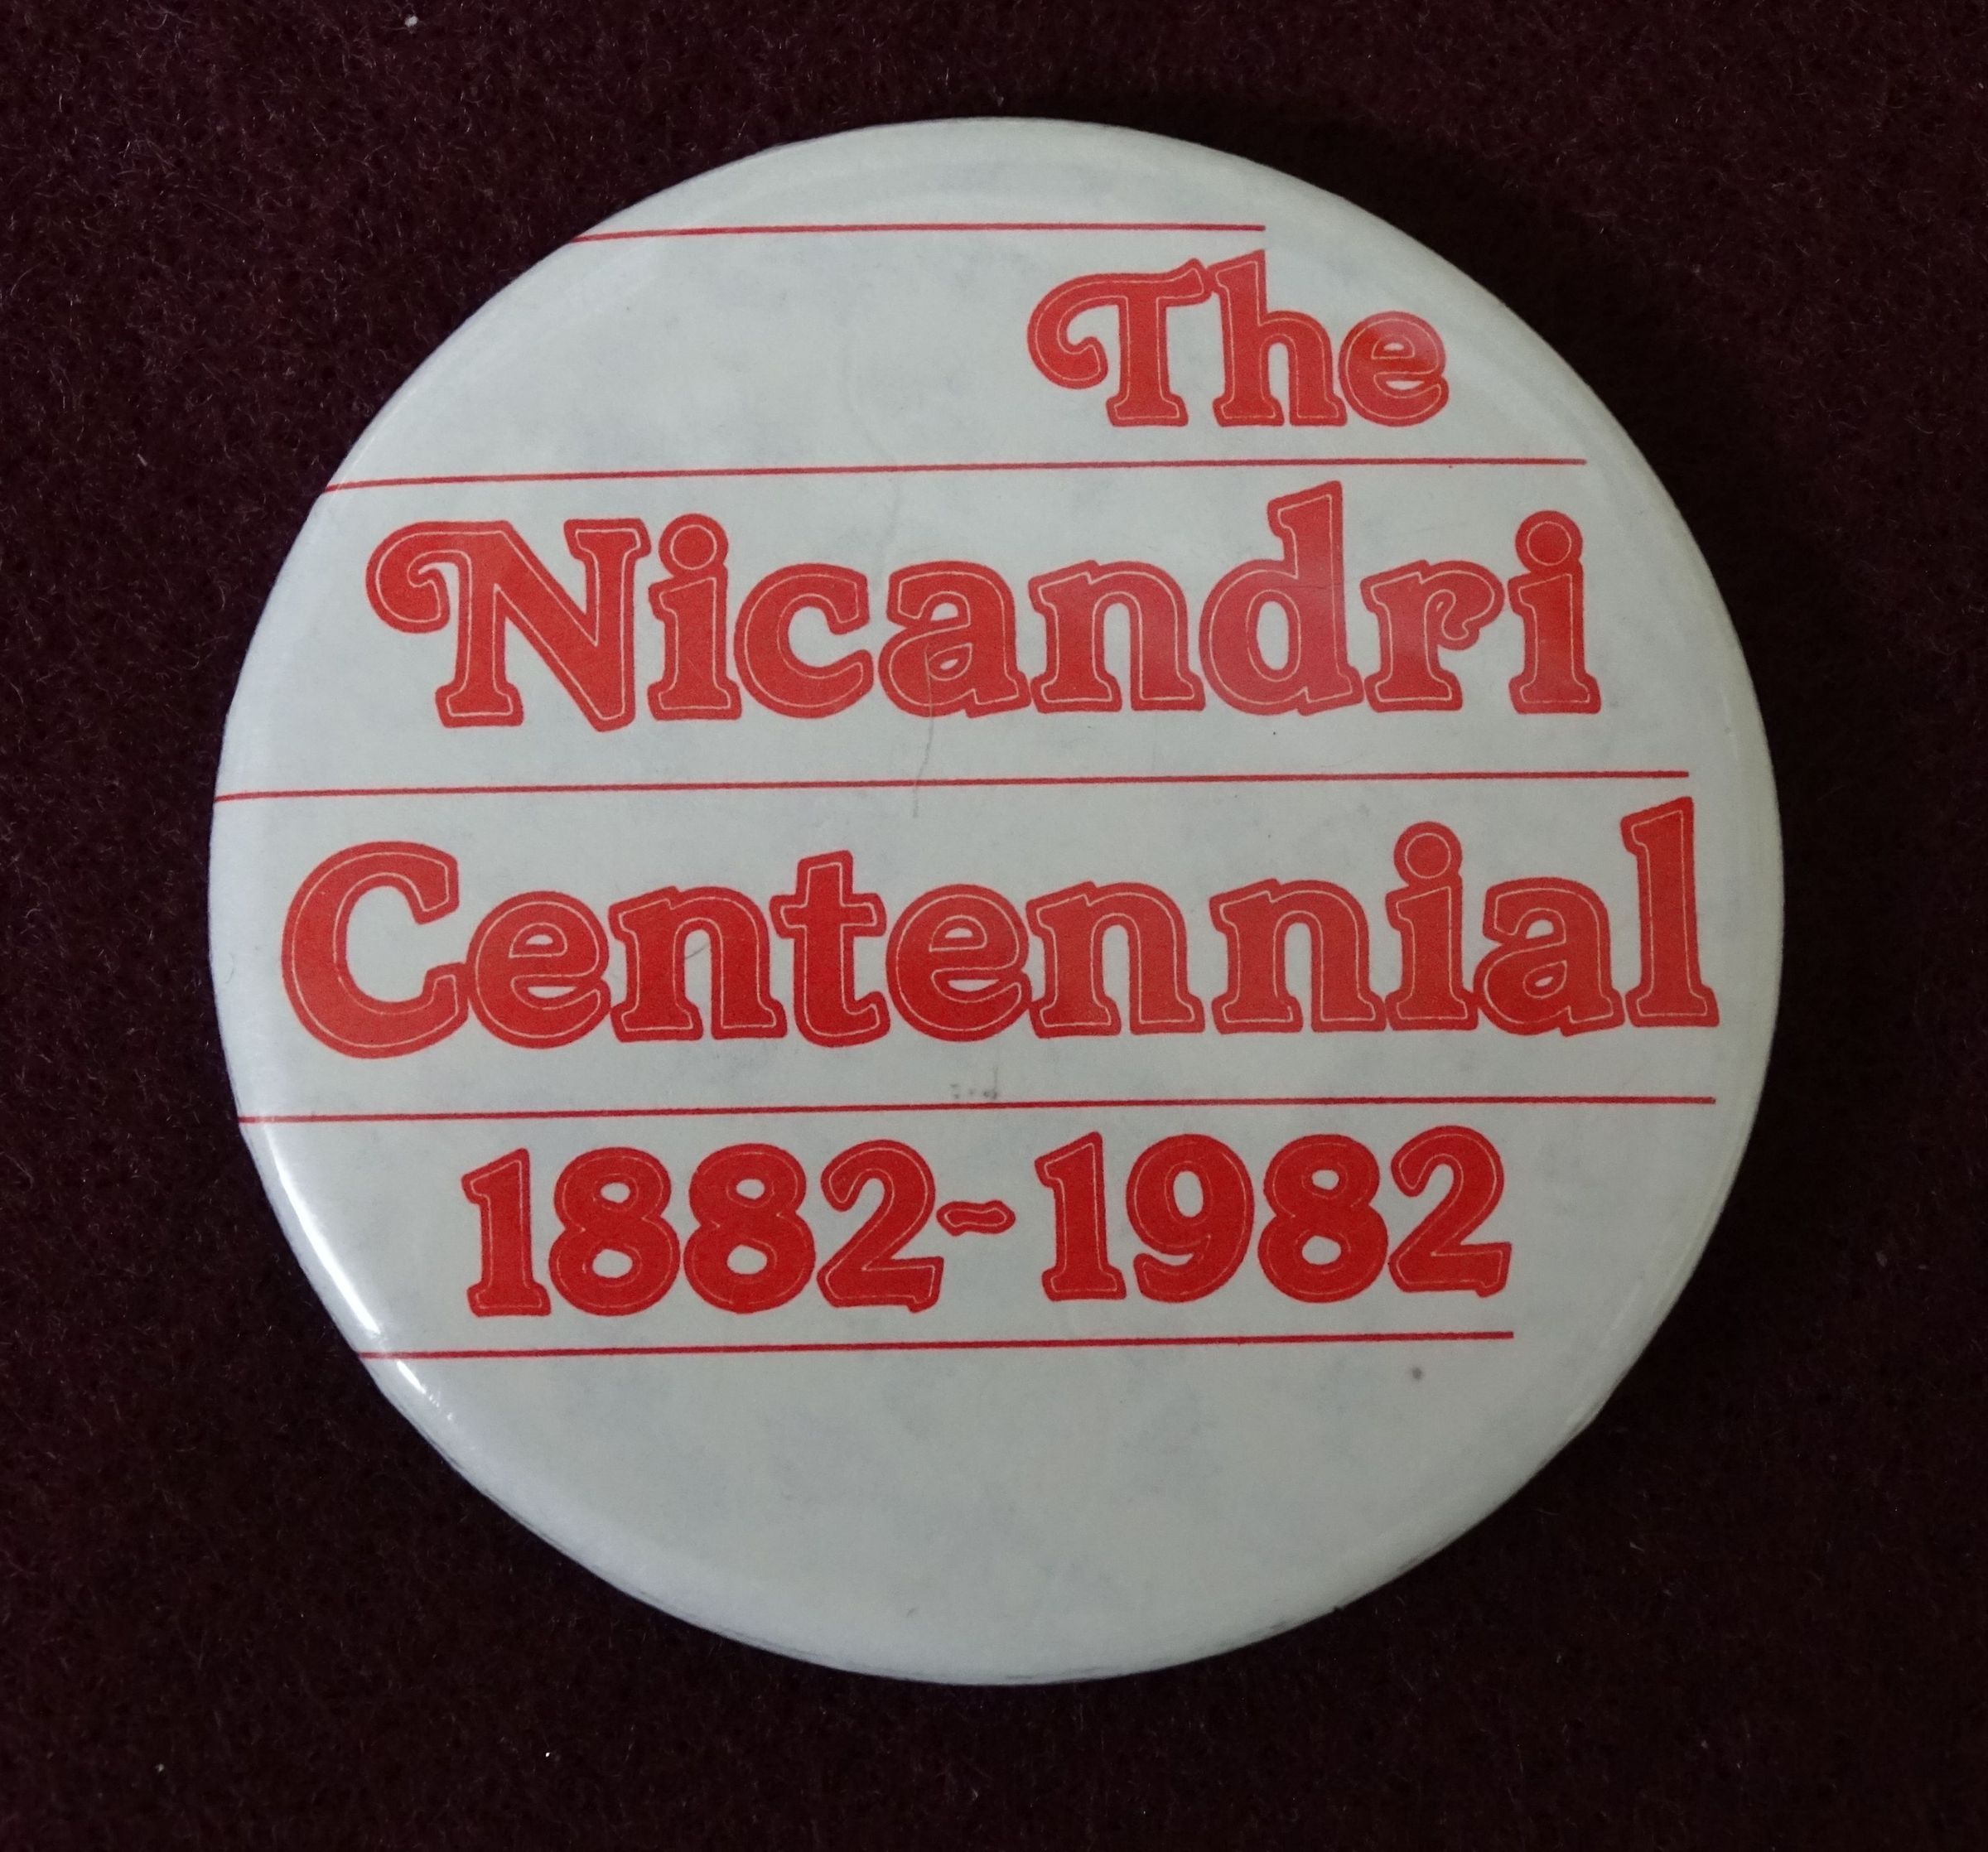 The
Nicandri
Centennial
1882-1982